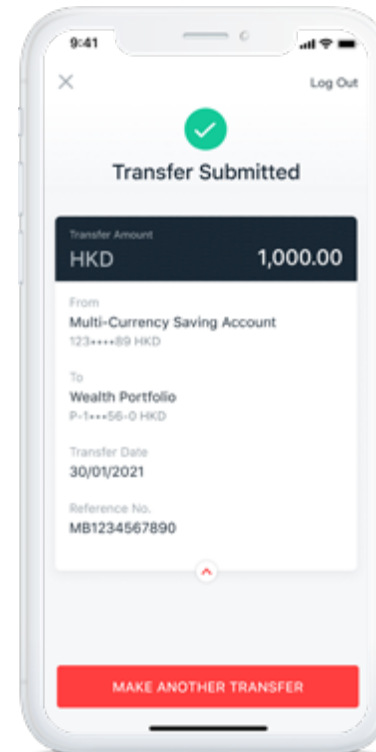 9:41
Log Out
Transfer Submitted
Transfer Amount
HKD 1,000.00
From
Multi-Currency Saving Account
123••••89 HKD
To
Wealth Portfolio
P-1•••56-0 HKD
Transfer Date
30/01/2021
Reference No.
MB1234567890
MAKE ANOTHER TRANSFER